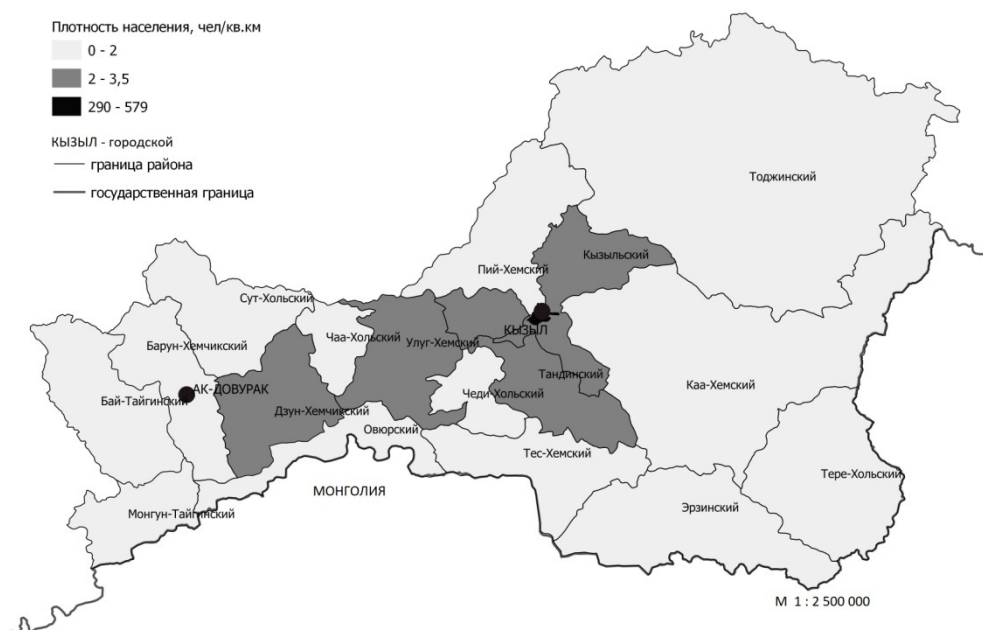 Плотность населения, чел/кв.км
0 - 2
2 - 3,5
290 - 579
КЫЗЫЛ - городской
граница района
государственная граница
Тоджинский
Кызыльский
Пий-Хемский
Сут-Хольский
КЫЗЫЛ
Чаа-Хольский
Улуг-Хемский
Барун-Хемчикский
Тандинский
Каа-Хемский
АК-ДОВУРАК
Чеди-Хольский
Бай-Тайгинский
Дзун-Хемчикский
Овюрский
Тес-Хемский
Тере-Хольский
МОНГОЛИЯ
Эрзинский
Монгун-Тайгинский
М 1 : 2 500 000